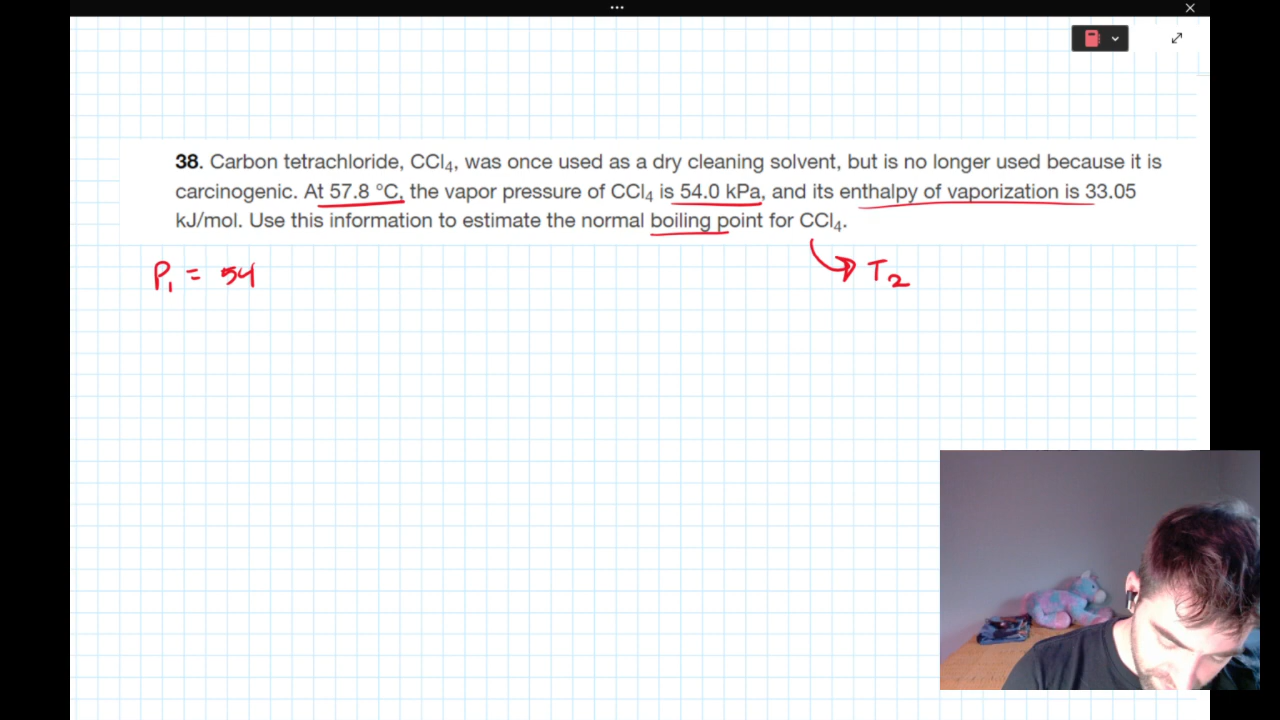 38. Carbon tetrachloride, CCl₄, was once used as a dry cleaning solvent, but is no longer used because it is
carcinogenic. At 57.8 °C, the vapor pressure of CCl₄ is 54.0 kPa, and its enthalpy of vaporization is 33.05
kJ/mol. Use this information to estimate the normal boiling point for CCl₄.
P₁ = 54
T₂